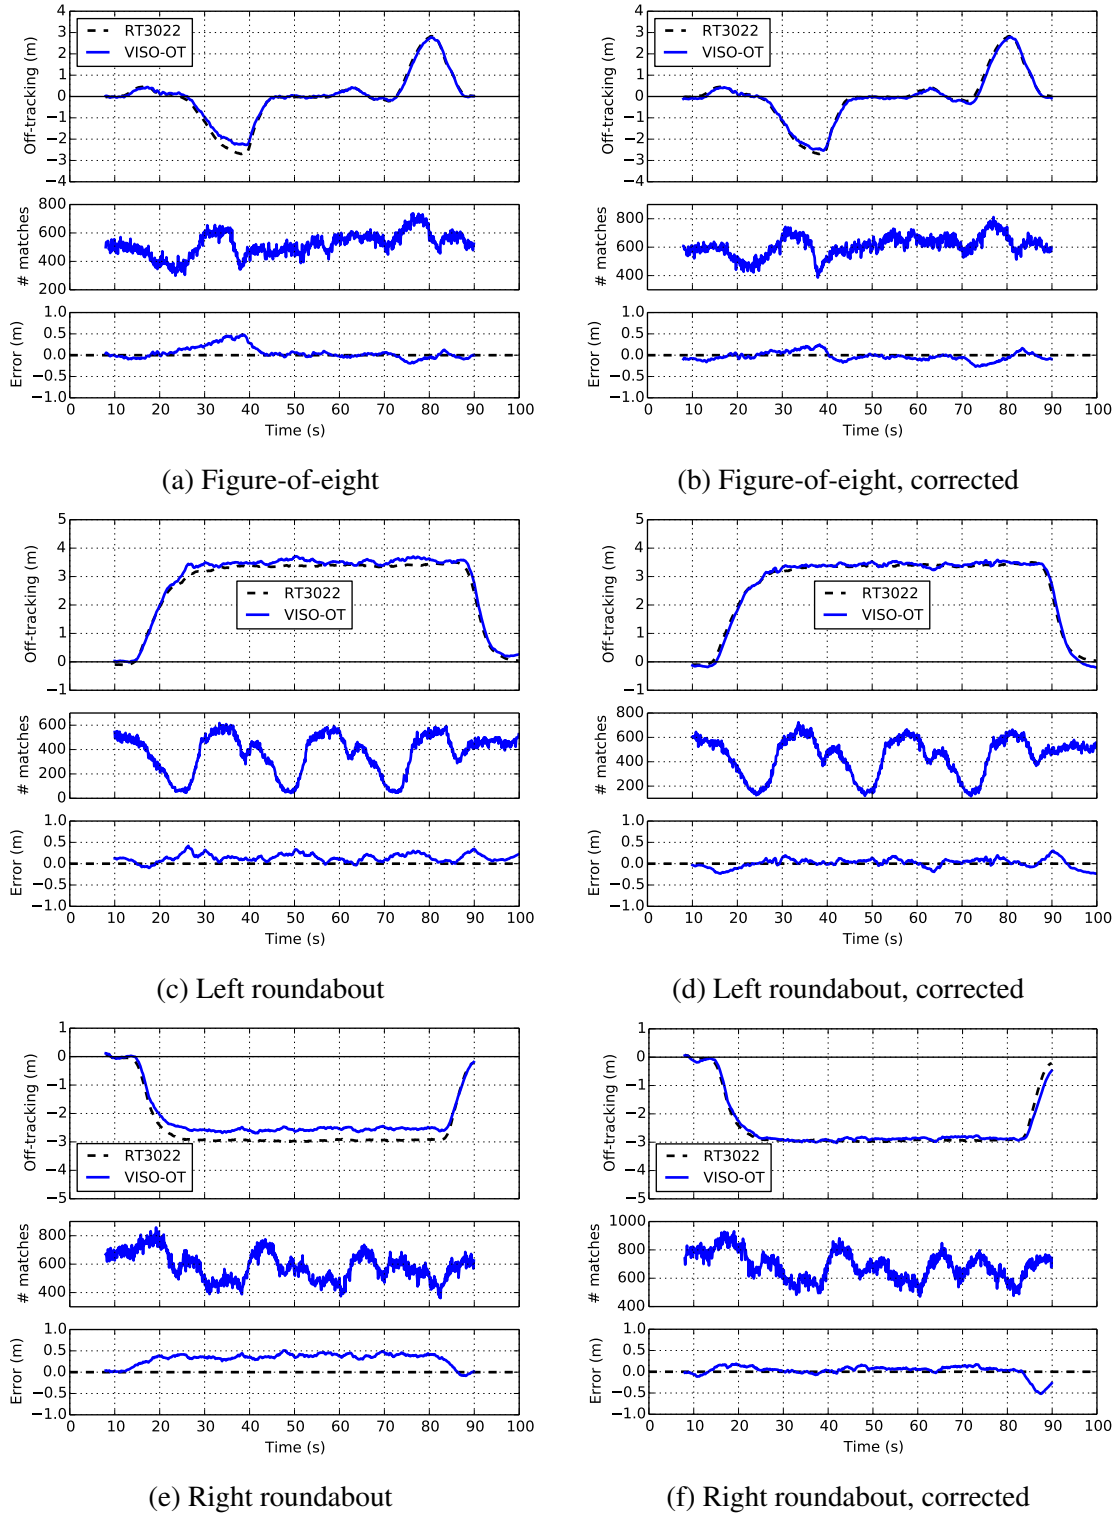 4
3
2
1
0
−1
−2
−3
−4
Off-tracking (m)
RT3022
VISO-OT
800
600
400
200
# matches
1.0
0.5
0.0
−0.5
−1.0
Error (m)
0 10 20 30 40 50 60 70 80 90 100
Time (s)
(a) Figure-of-eight
4
3
2
1
0
−1
−2
−3
−4
Off-tracking (m)
RT3022
VISO-OT
800
600
400
# matches
1.0
0.5
0.0
−0.5
−1.0
Error (m)
0 10 20 30 40 50 60 70 80 90 100
Time (s)
(b) Figure-of-eight, corrected
5
4
3
2
1
0
−1
Off-tracking (m)
RT3022
VISO-OT
600
400
200
0
# matches
1.0
0.5
0.0
−0.5
−1.0
Error (m)
0 10 20 30 40 50 60 70 80 90 100
Time (s)
(c) Left roundabout
5
4
3
2
1
0
−1
Off-tracking (m)
RT3022
VISO-OT
800
600
400
200
# matches
1.0
0.5
0.0
−0.5
−1.0
Error (m)
0 10 20 30 40 50 60 70 80 90 100
Time (s)
(d) Left roundabout, corrected
1
0
−1
−2
−3
−4
−5
Off-tracking (m)
RT3022
VISO-OT
800
600
400
# matches
1.0
0.5
0.0
−0.5
−1.0
Error (m)
0 10 20 30 40 50 60 70 80 90 100
Time (s)
(e) Right roundabout
1
0
−1
−2
−3
−4
−5
Off-tracking (m)
RT3022
VISO-OT
1000
800
600
400
# matches
1.0
0.5
0.0
−0.5
−1.0
Error (m)
0 10 20 30 40 50 60 70 80 90 100
Time (s)
(f) Right roundabout, corrected